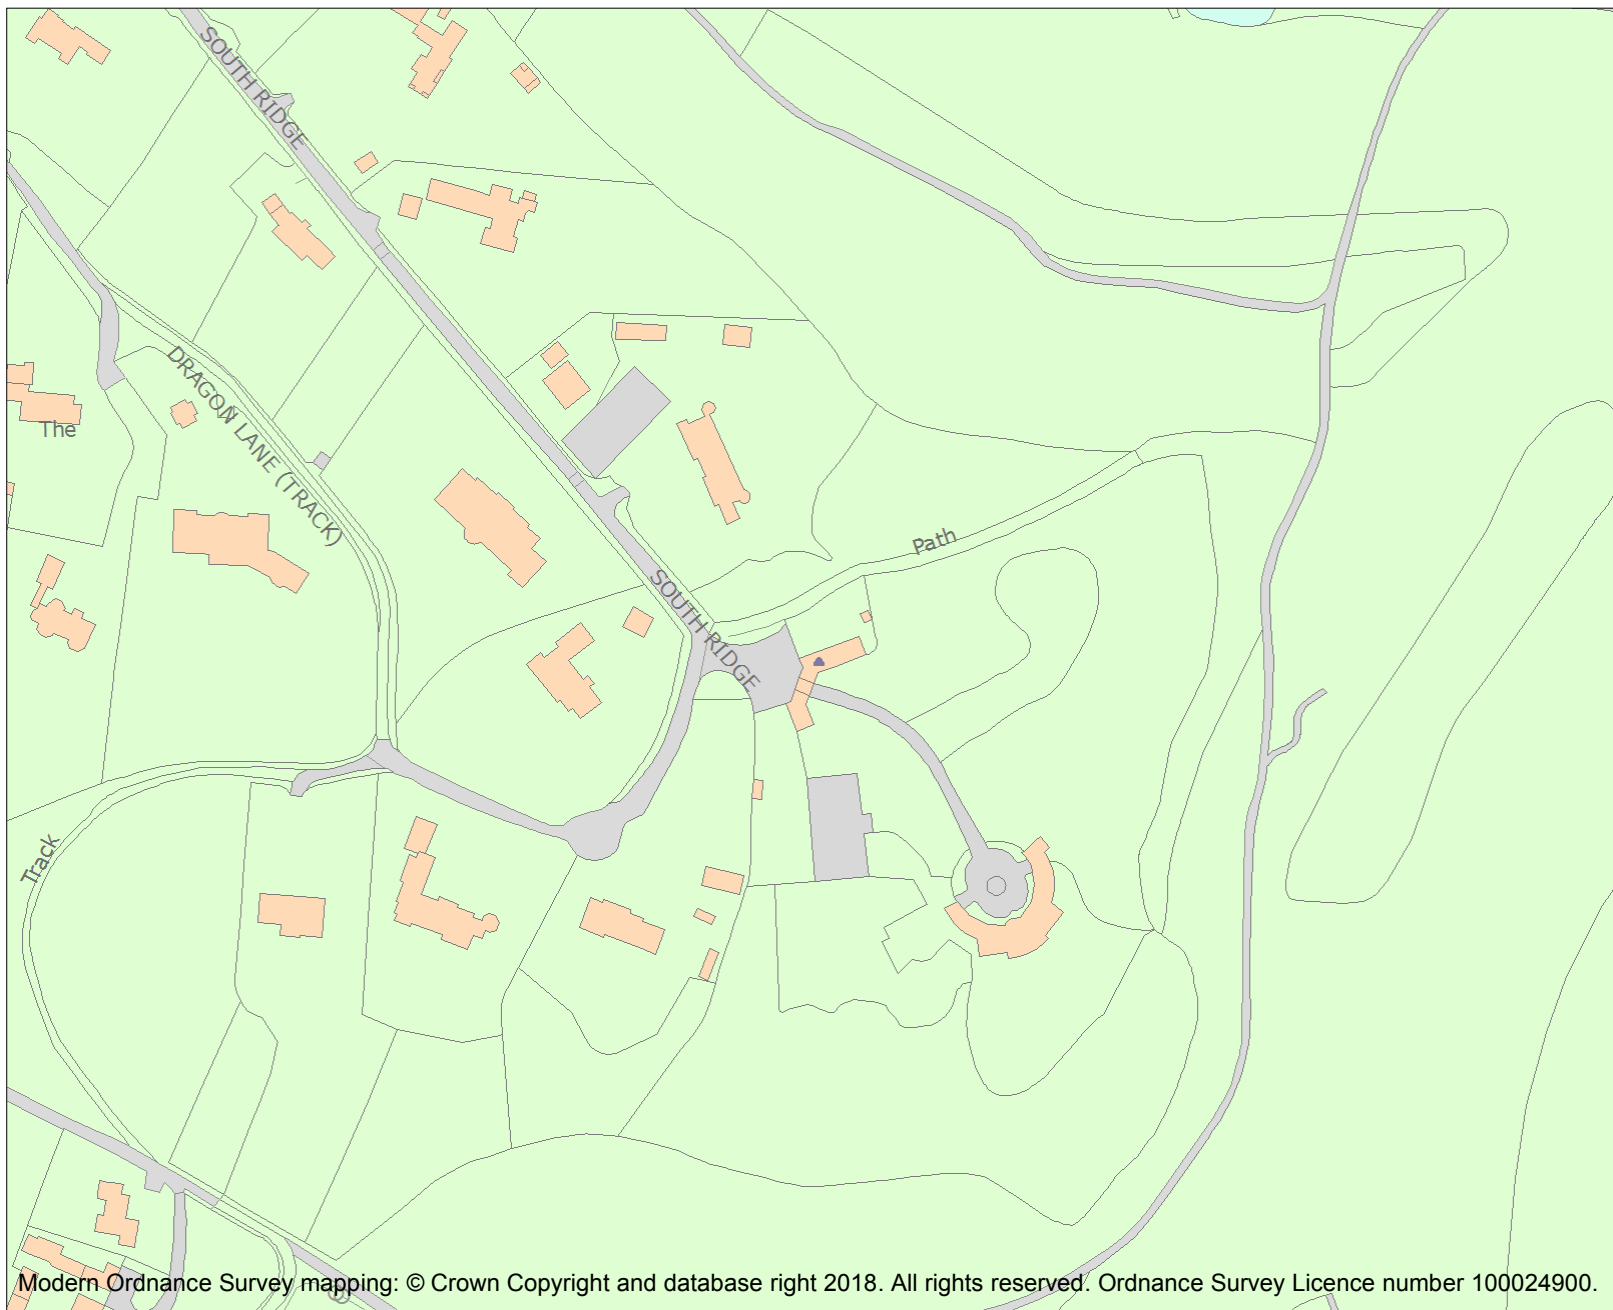 SOUTH RIDGE
DRAGON LANE (TRACK)
The
Path
SOUTH RIDGE
Track
Modern Ordnance Survey mapping: © Crown Copyright and database right 2018. All rights reserved. Ordnance Survey Licence number 100024900.